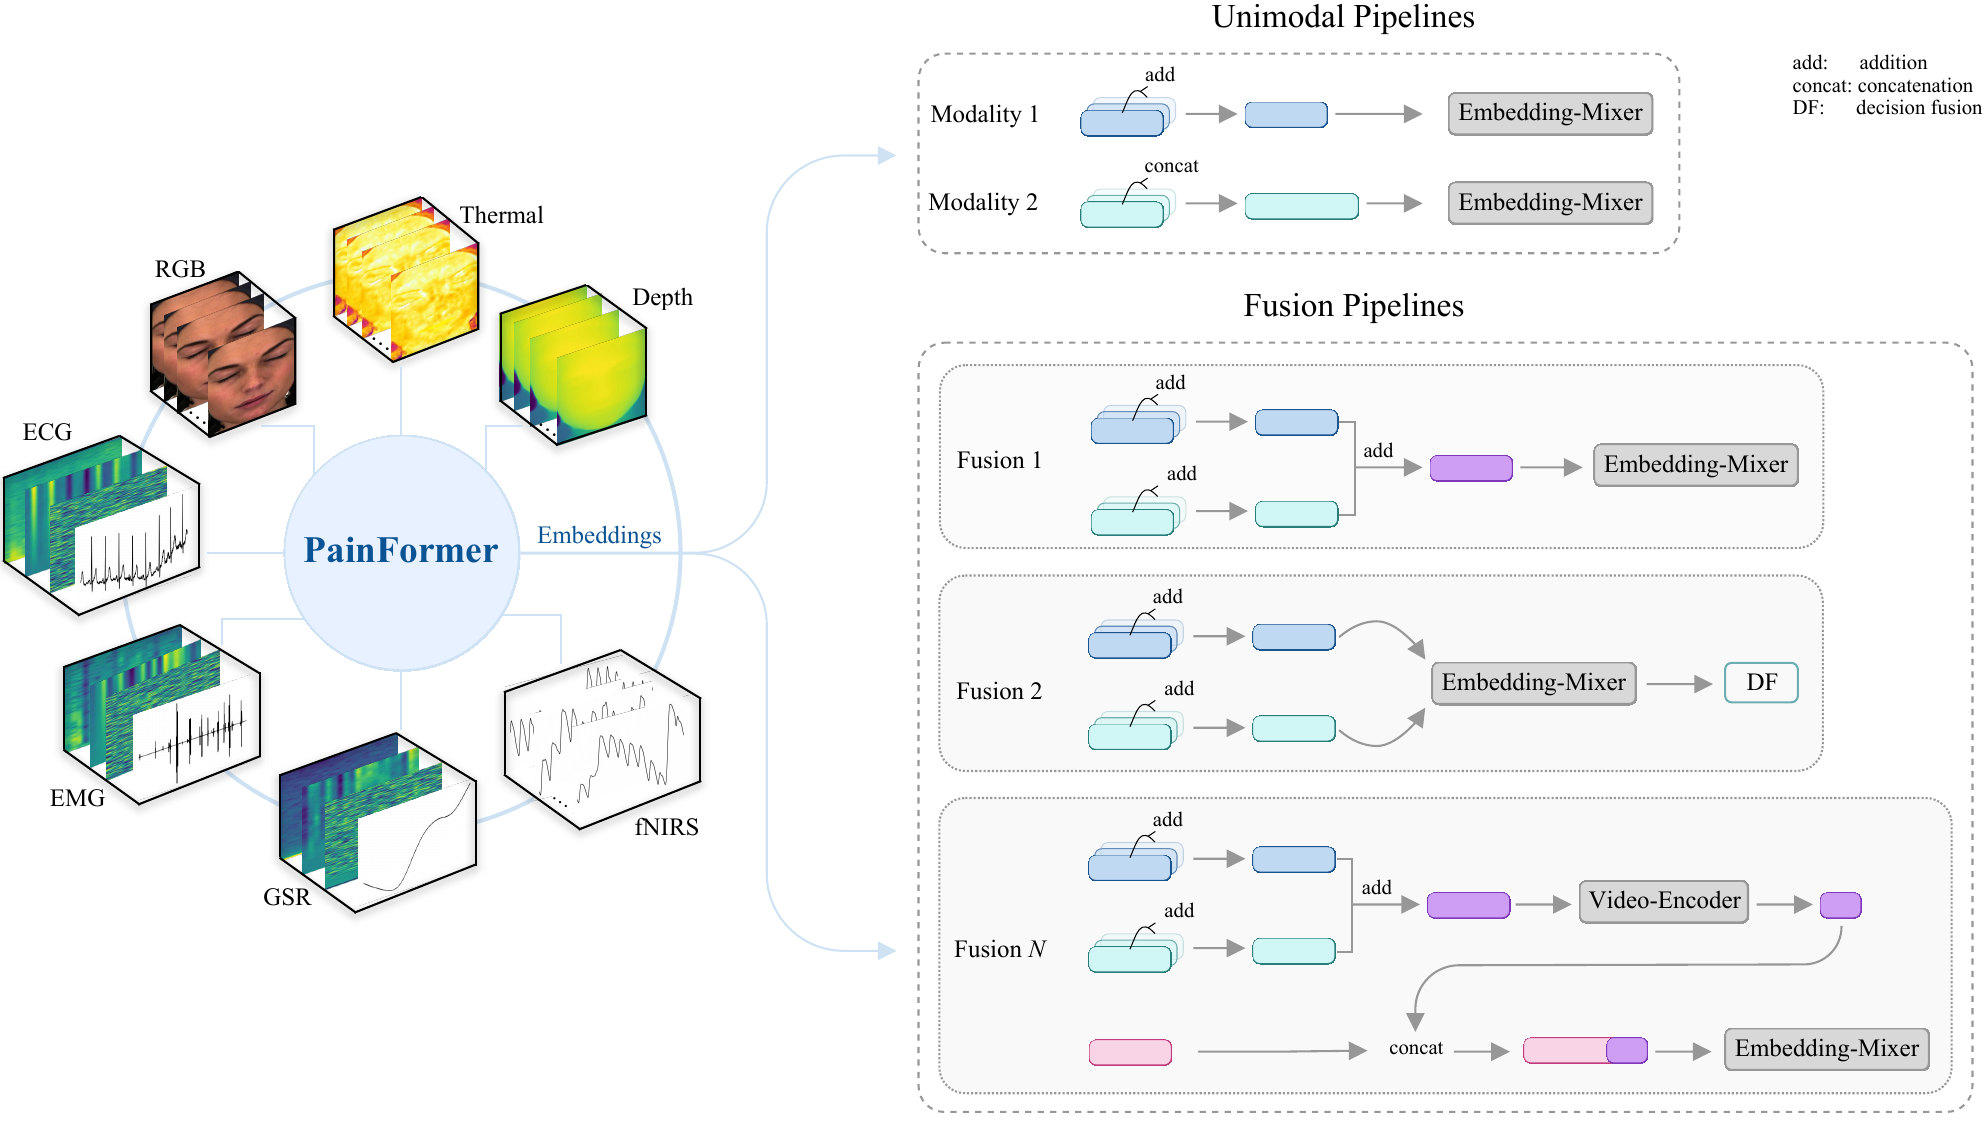 Unimodal Pipelines
add: addition
concat: concatenation
DF: decision fusion
add
Modality 1
Embedding-Mixer
concat
Modality 2
Embedding-Mixer
Thermal
RGB
Depth
ECG
PainFormer
Embeddings
EMG
GSR
fNIRS
Fusion Pipelines
add
Fusion 1
add
add
Embedding-Mixer
add
Fusion 2
add
Embedding-Mixer
DF
add
add
Fusion N
add
Video-Encoder
concat
Embedding-Mixer